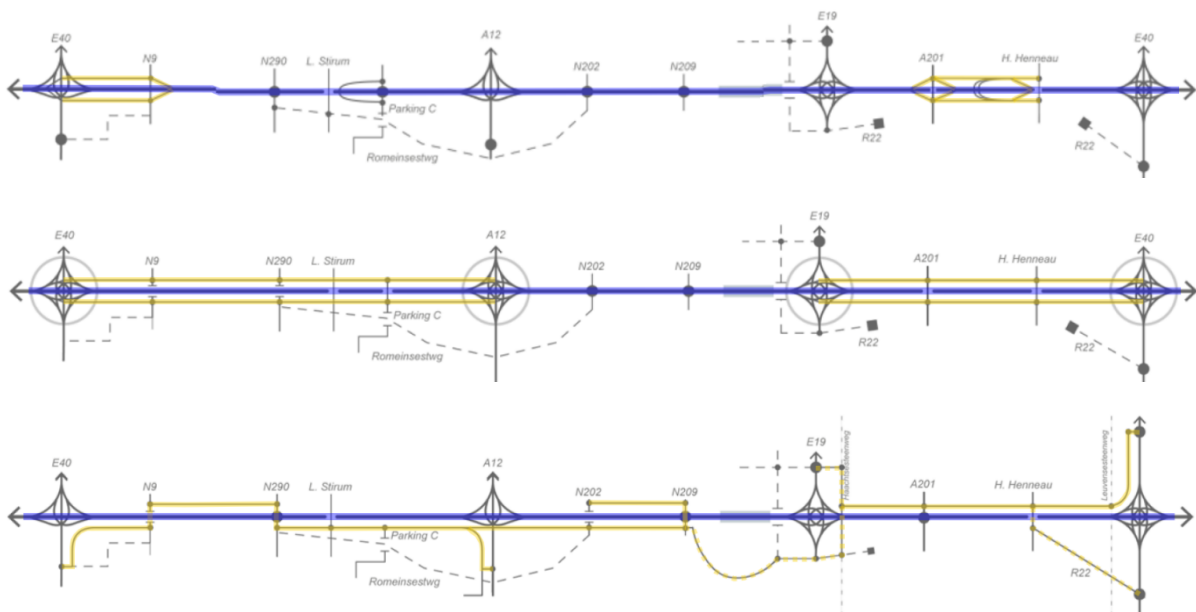 E40
N9
N290
L. Stirum
A12
N202
N209
E19
A201
H. Henneau
E40
Parking C
Romeinsestwg
R22
R22
E40
N9
N290
L. Stirum
A12
N202
N209
E19
A201
H. Henneau
E40
Parking C
Romeinsestwg
R22
R22
E40
N9
N290
L. Stirum
A12
N202
N209
E19
Haachtsesteenweg
A201
H. Henneau
Leuvensesteenweg
Parking C
Romeinsestwg
R22